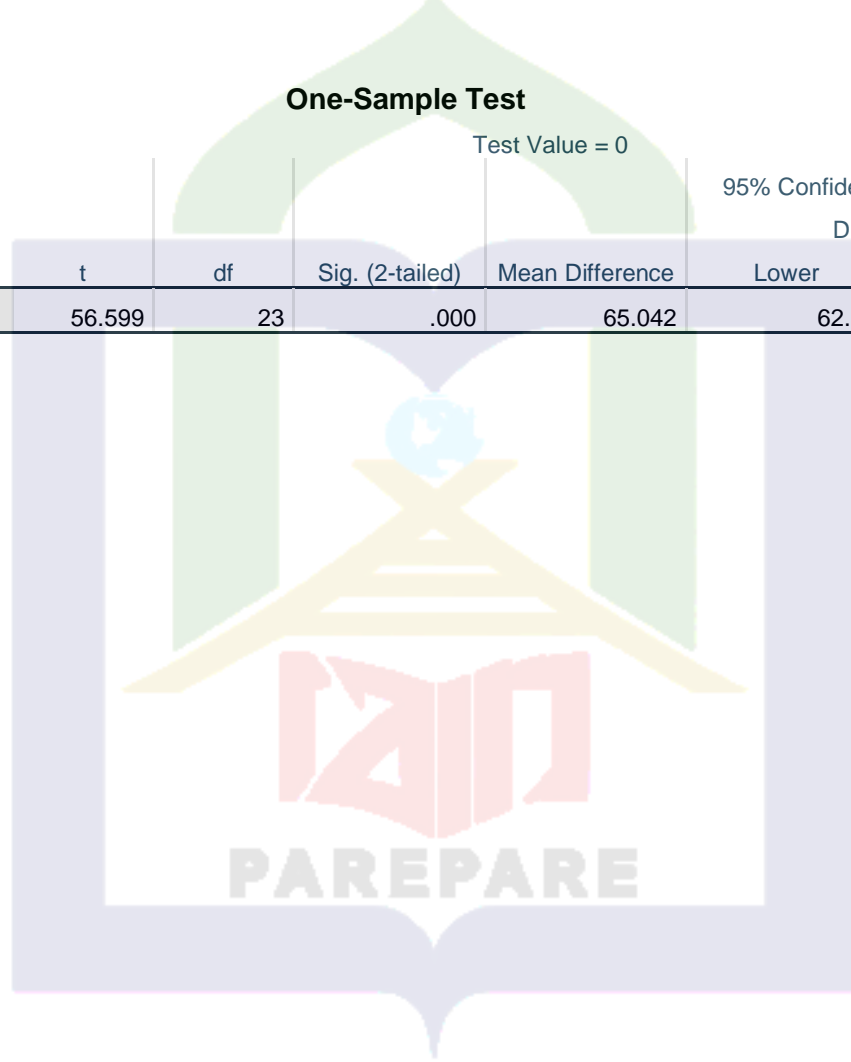 One-Sample Test
Test Value = 0
95%
D
t df Sig. (2-tailed) Mean Difference Lower
56.599 23 .000 65.042 62.
PAREPARE